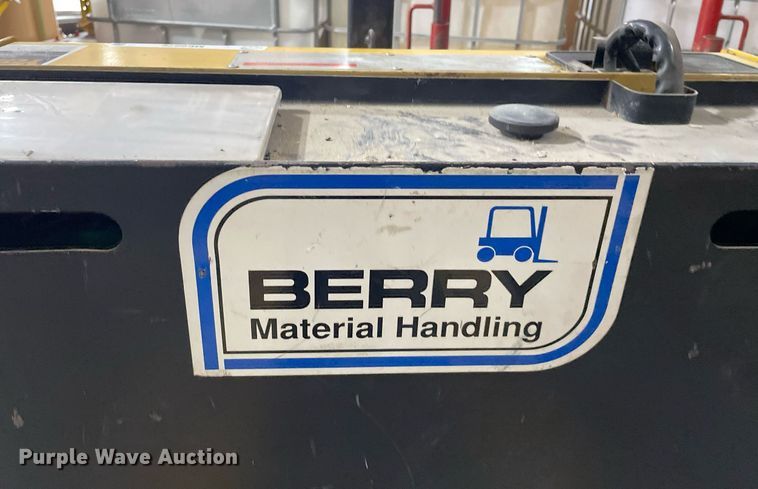 BERRY
Material Handling
Purple Wave Auction